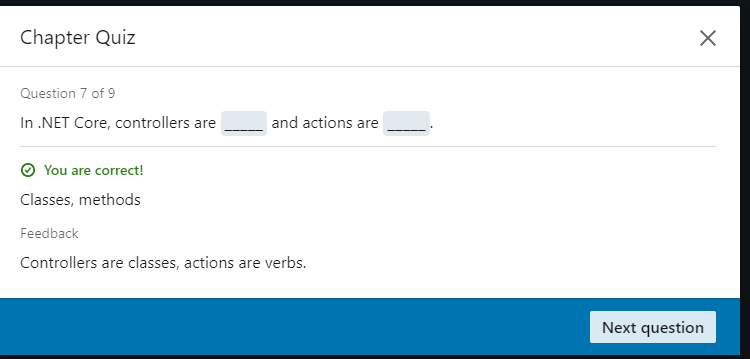 Chapter Quiz
Question 7 of 9
In .NET Core, controllers are _____ and actions are _____.
You are correct!
Classes, methods
Feedback
Controllers are classes, actions are verbs.
Next question